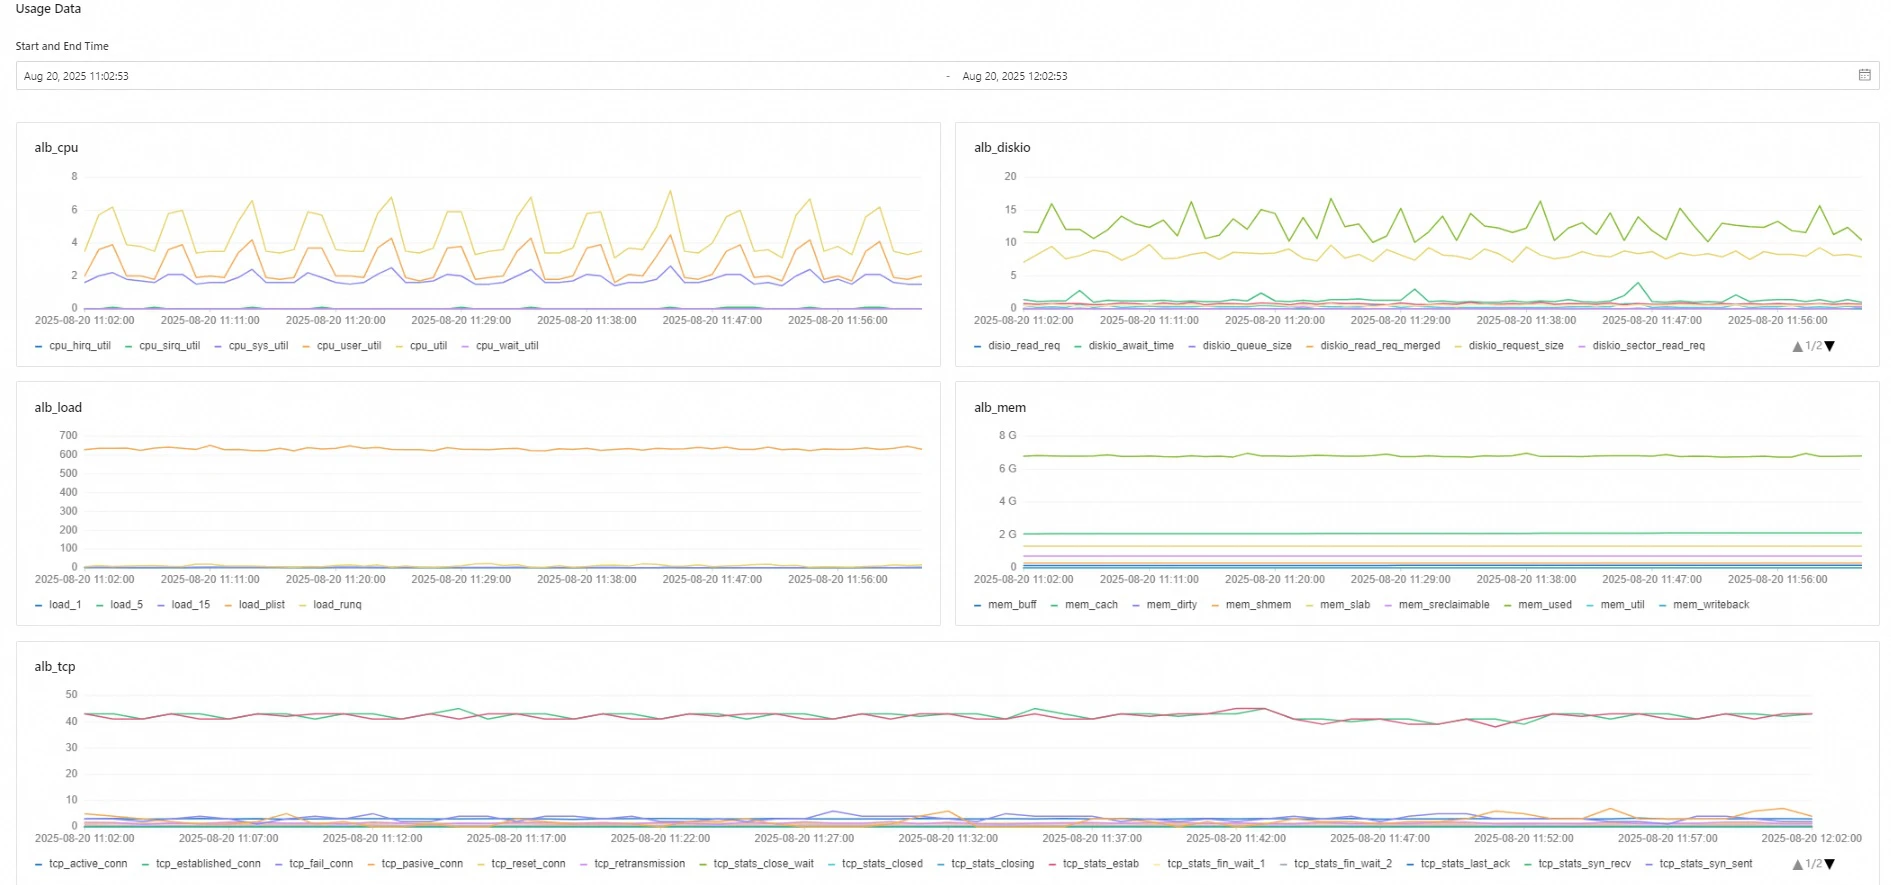 Usage Data
Start and End Time
Aug 20, 2025 11:02:53 - Aug 20, 2025 12:02:53
alb_cpu
8
6
4
2
0
2025-08-20 11:02:00 2025-08-20 11:11:00 2025-08-20 11:20:00 2025-08-20 11:29:00 2025-08-20 11:38:00 2025-08-20 11:47:00 2025-08-20 11:56:00
cpu_hirq_util cpu_sirq_util cpu_sys_util cpu_user_util cpu_util cpu_wait_util
alb_diskio
20
15
10
5
0
2025-08-20 11:02:00 2025-08-20 11:11:00 2025-08-20 11:20:00 2025-08-20 11:29:00 2025-08-20 11:38:00 2025-08-20 11:47:00 2025-08-20 11:56:00
disio_read_req diskio_await_time diskio_queue_size diskio_read_req_merged diskio_request_size diskio_sector_read_req 1/2
alb_load
700
600
500
400
300
200
100
0
2025-08-20 11:02:00 2025-08-20 11:11:00 2025-08-20 11:20:00 2025-08-20 11:29:00 2025-08-20 11:38:00 2025-08-20 11:47:00 2025-08-20 11:56:00
load_1 load_5 load_15 load_plist load_runq
alb_mem
8 G
6 G
4 G
2 G
0
2025-08-20 11:02:00 2025-08-20 11:11:00 2025-08-20 11:20:00 2025-08-20 11:29:00 2025-08-20 11:38:00 2025-08-20 11:47:00 2025-08-20 11:56:00
mem_buff mem_cach mem_dirty mem_shmem mem_slab mem_sreclaimable mem_used mem_util mem_writeback
alb_tcp
50
40
30
20
10
0
2025-08-20 11:02:00 2025-08-20 11:07:00 2025-08-20 11:12:00 2025-08-20 11:17:00 2025-08-20 11:22:00 2025-08-20 11:27:00 2025-08-20 11:32:00 2025-08-20 11:37:00 2025-08-20 11:42:00 2025-08-20 11:47:00 2025-08-20 11:52:00 2025-08-20 11:57:00 2025-08-20 12:02:00
tcp_active_conn tcp_established_conn tcp_fail_conn tcp_pasive_conn tcp_reset_conn tcp_retransmission tcp_stats_close_wait tcp_stats_closed tcp_stats_closing tcp_stats_estab tcp_stats_fin_wait_1 tcp_stats_fin_wait_2 tcp_stats_last_ack tcp_stats_syn_recv tcp_stats_syn_sent 1/2